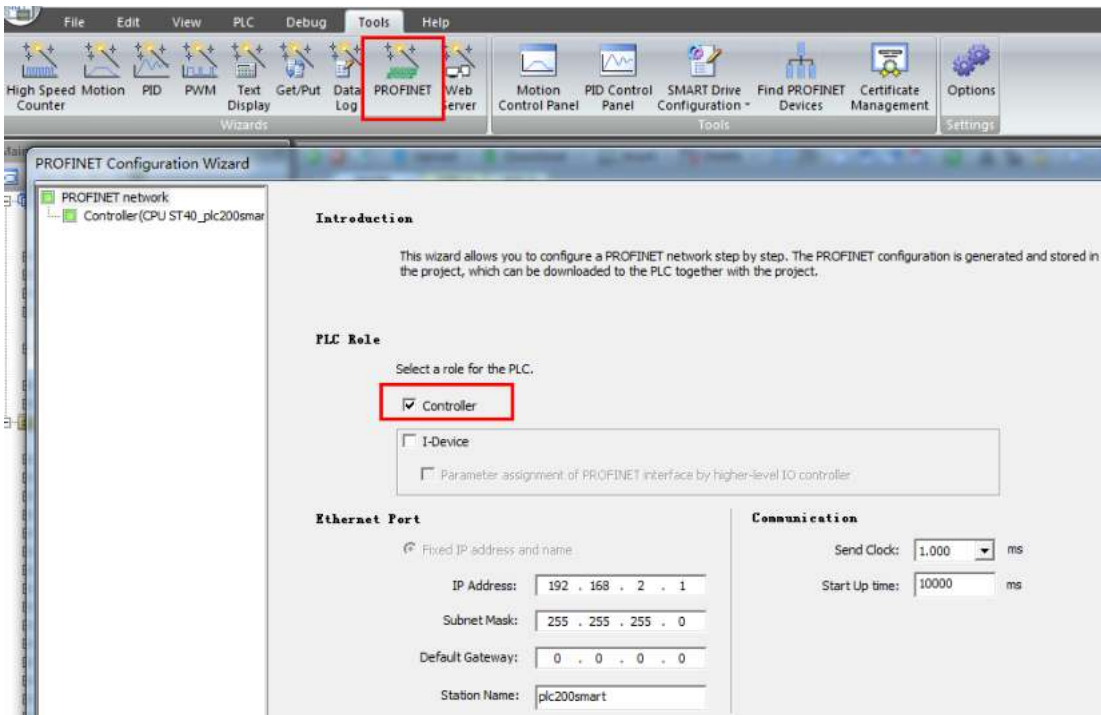 File Edit View PLC Debug Tools Help
High Speed Counter Motion PID PWM Text Display Get/Put Data Log PROFINET Web Server Motion Control Panel PID Control Panel SMART Drive Configuration Find PROFINET Devices Certificate Management Options
Wizards Tools Settings
PROFINET Configuration Wizard
PROFINET network
Controller(CPU ST40_plc200smar
Introduction
This wizard allows you to configure a PROFINET network step by step. The PROFINET configuration is generated and stored in
the project, which can be downloaded to the PLC together with the project.
PLC Role
Select a role for the PLC.
Controller
I-Device
Parameter assignment of PROFINET interface by higher-level IO controller
Ethernet Port
Fixed IP address and name
IP Address: 192 . 168 . 2 . 1
Subnet Mask: 255 . 255 . 255 . 0
Default Gateway: 0 . 0 . 0 . 0
Station Name: plc200smart
Communication
Send Clock: 1.000 ms
Start Up time: 10000 ms